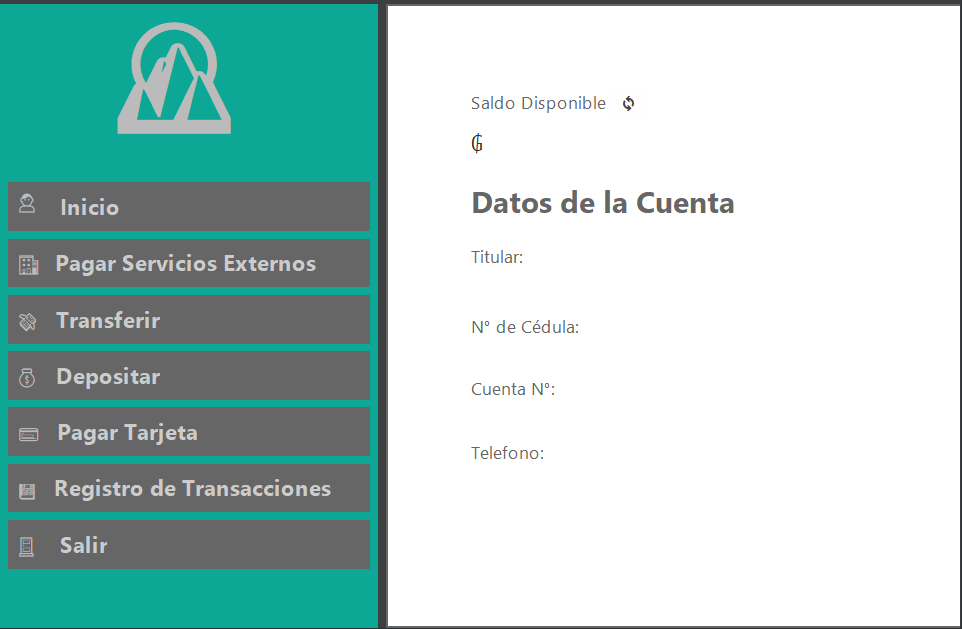 Inicio
Pagar Servicios Externos
Transferir
Depositar
Pagar Tarjeta
Registro de Transacciones
Salir
Saldo Disponible
₲
Datos de la Cuenta
Titular:
N° de Cédula:
Cuenta N°:
Telefono: